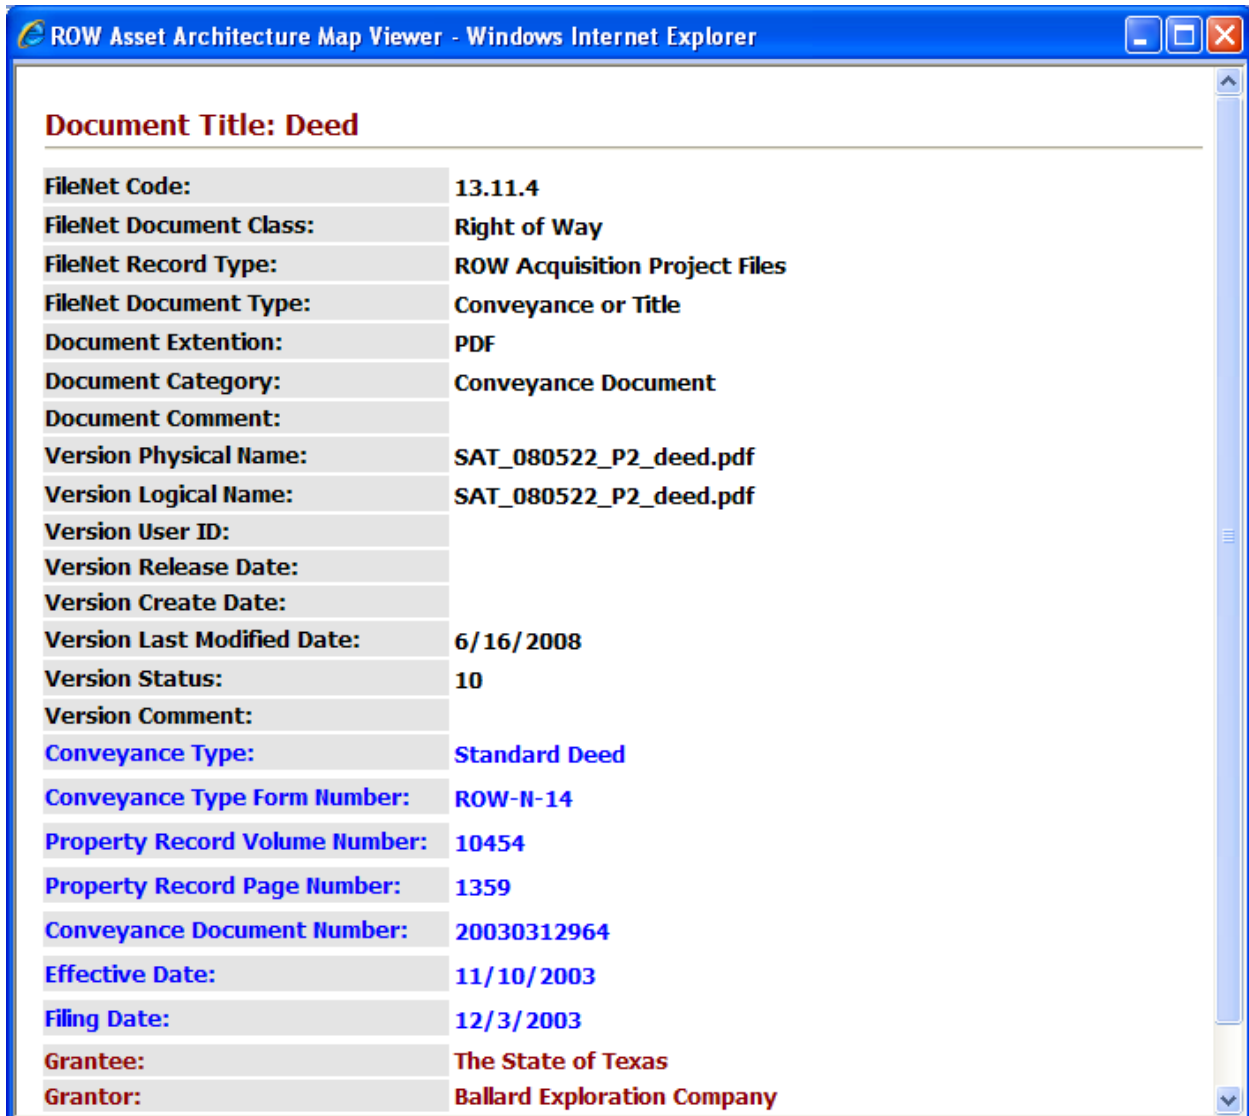 ROW Asset Architecture Map Viewer - Windows Internet Explorer
Document Title: Deed
FileNet Code: 13.11.4
FileNet Document Class: Right of Way
FileNet Record Type: ROW Acquisition Project Files
FileNet Document Type: Conveyance or Title
Document Extention: PDF
Document Category: Conveyance Document
Document Comment:
Version Physical Name: SAT_080522_P2_deed.pdf
Version Logical Name: SAT_080522_P2_deed.pdf
Version User ID:
Version Release Date:
Version Create Date:
Version Last Modified Date: 6/16/2008
Version Status: 10
Version Comment:
Conveyance Type: Standard Deed
Conveyance Type Form Number: ROW-N-14
Property Record Volume Number: 10454
Property Record Page Number: 1359
Conveyance Document Number: 20030312964
Effective Date: 11/10/2003
Filing Date: 12/3/2003
Grantee: The State of Texas
Grantor: Ballard Exploration Company